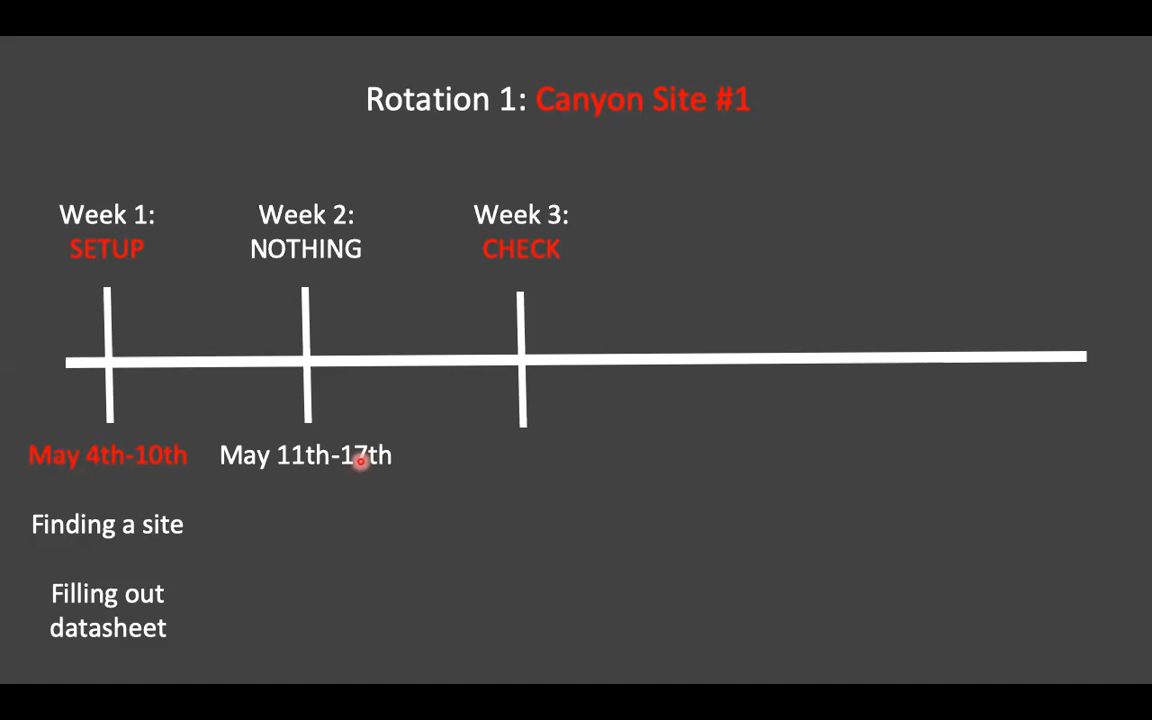 Rotation 1: Canyon Site #1
Week 1:
SETUP
Week 2:
NOTHING
Week 3:
CHECK
May 4th-10th
May 11th-17th
Finding a site
Filling out
datasheet